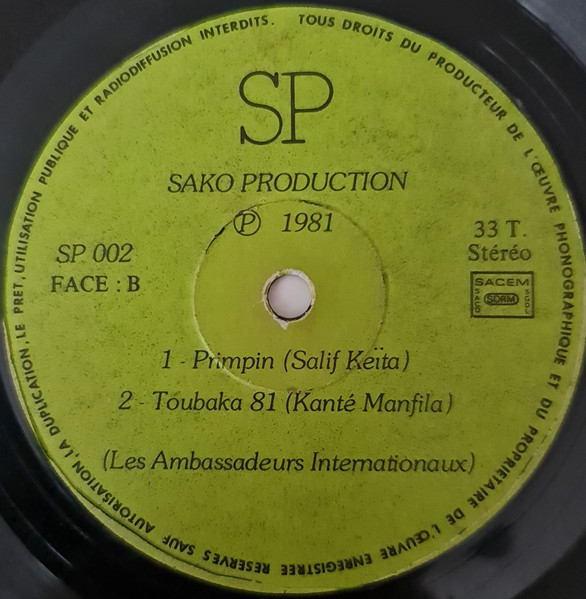 TOUS DROITS DU PRODUCTEUR DE L'ŒUVRE PHONOGRAPHIQUE ET DU PROPRIETAIRE DE L'ŒUVRE ENREGISTREE RESERVES SAUF AUTORISATION, LA DUPLICATION, LE PRET, UTILISATION PUBLIQUE ET RADIODIFFUSION INTERDITS.
SP
SAKO PRODUCTION
℗ 1981
SP 002
FACE : B
33 T.
Stéréo
SACEM
SACD SDRM SGDL
1 - Primpin (Salif Keïta)
2 - Toubaka 81 (Kanté Manfila)
(Les Ambassadeurs Internationaux)